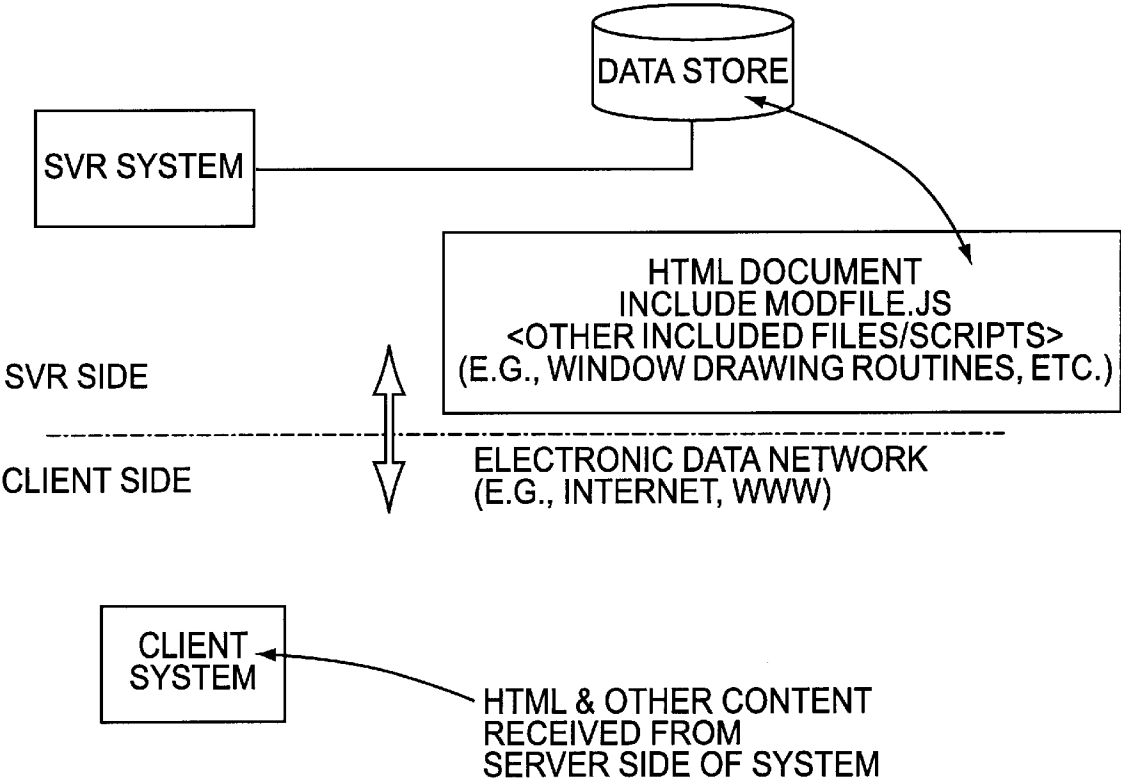 DATA STORE
SVR SYSTEM
HTML DOCUMENT
INCLUDE MODFILE.JS
<OTHER INCLUDED FILES/SCRIPTS>
(E.G., WINDOW DRAWING ROUTINES, ETC.)
SVR SIDE
CLIENT SIDE
ELECTRONIC DATA NETWORK
(E.G., INTERNET, WWW)
CLIENT
SYSTEM
HTML & OTHER CONTENT
RECEIVED FROM
SERVER SIDE OF SYSTEM